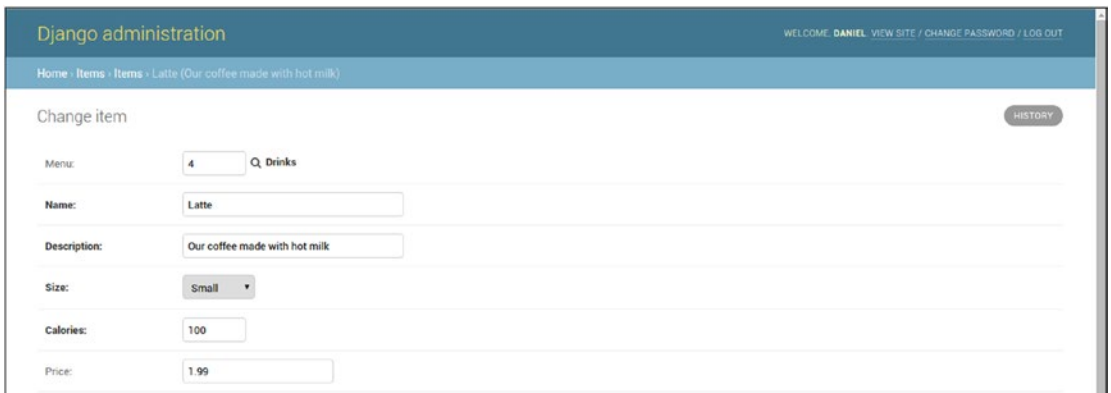 Django administration
WELCOME, DANIEL. VIEW SITE / CHANGE PASSWORD / LOG OUT
Home › Items › Items › Latte (Our coffee made with hot milk)
Change item
HISTORY
Menu: 4 Drinks
Name: Latte
Description: Our coffee made with hot milk
Size: Small
Calories: 100
Price: 1.99